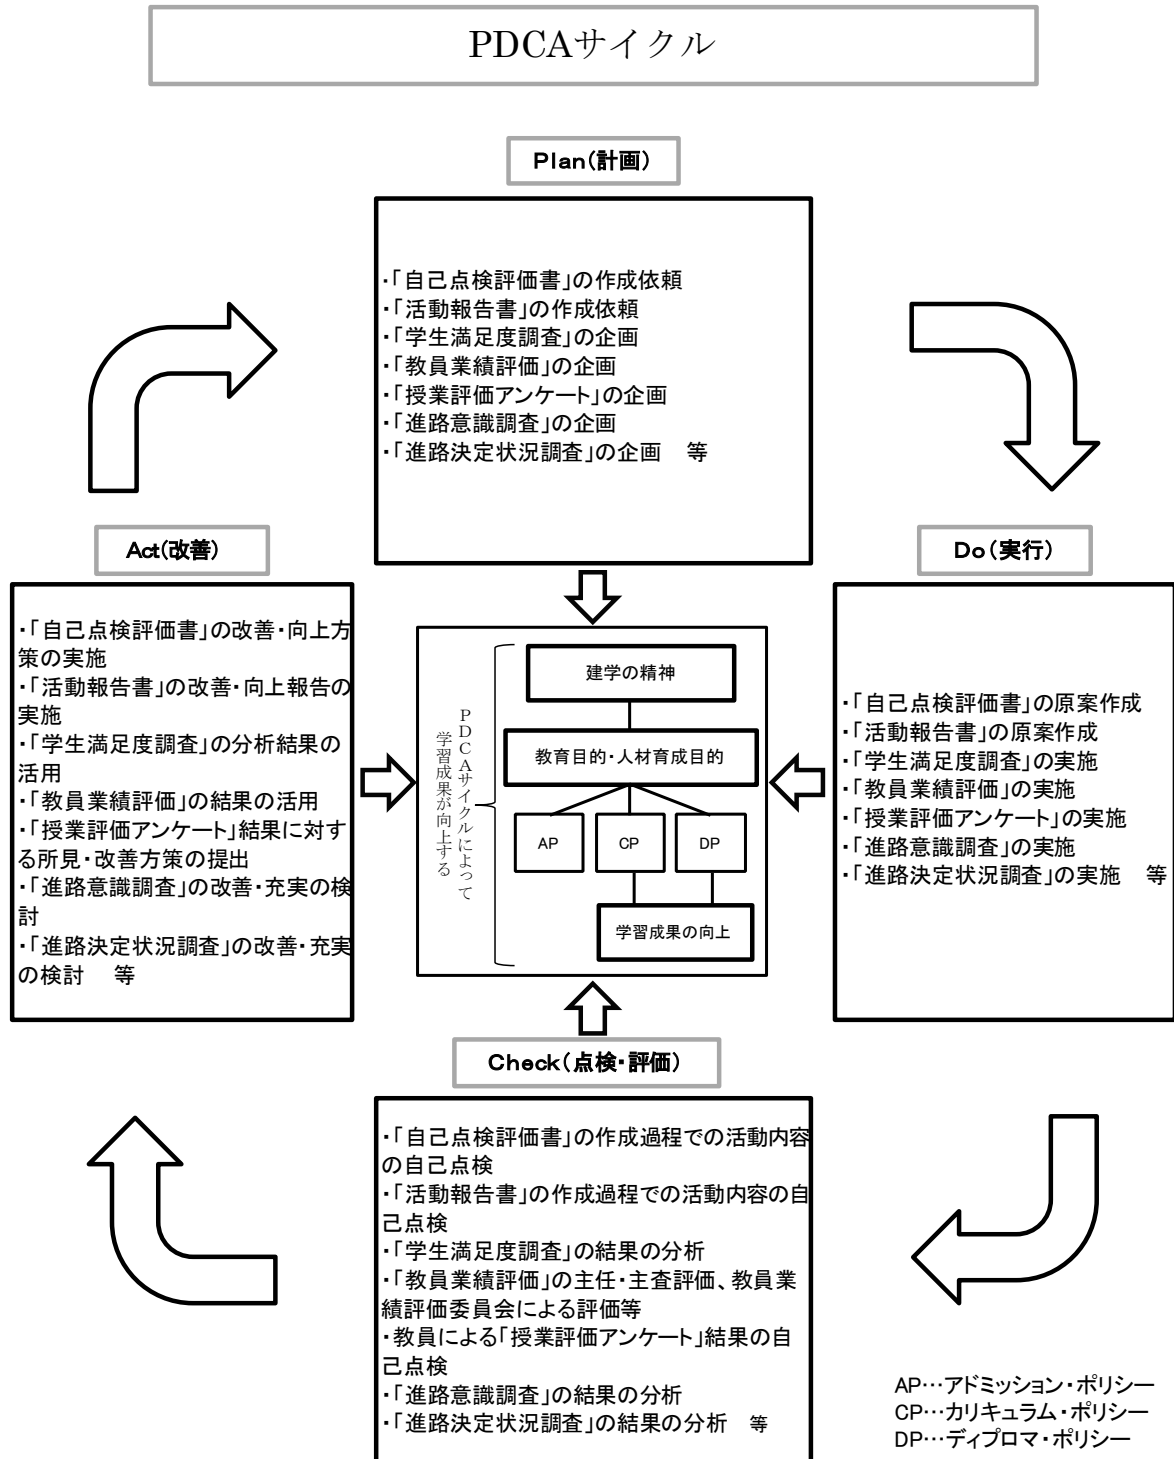 PDCAサイクル
Plan(計画)
・「自己点検評価書」の作成依頼
・「活動報告書」の作成依頼
・「学生満足度調査」の企画
・「教員業績評価」の企画
・「授業評価アンケート」の企画
・「進路意識調査」の企画
・「進路決定状況調査」の企画　等
Act(改善)
・「自己点検評価書」の改善・向上方
策の実施
・「活動報告書」の改善・向上報告の
実施
・「学生満足度調査」の分析結果の
活用
・「教員業績評価」の結果の活用
・「授業評価アンケート」結果に対す
る所見・改善方策の提出
・「進路意識調査」の改善・充実の検
討
・「進路決定状況調査」の改善・充実
の検討　等
PDCAサイクルによって
学習成果が向上する
建学の精神
教育目的・人材育成目的
AP
CP
DP
学習成果の向上
Do(実行)
・「自己点検評価書」の原案作成
・「活動報告書」の原案作成
・「学生満足度調査」の実施
・「教員業績評価」の実施
・「授業評価アンケート」の実施
・「進路意識調査」の実施
・「進路決定状況調査」の実施　等
Check(点検・評価)
・「自己点検評価書」の作成過程での活動内容
の自己点検
・「活動報告書」の作成過程での活動内容の自
己点検
・「学生満足度調査」の結果の分析
・「教員業績評価」の主任・主査評価、教員業
績評価委員会による評価等
・教員による「授業評価アンケート」結果の自
己点検
・「進路意識調査」の結果の分析
・「進路決定状況調査」の結果の分析　等
AP…アドミッション・ポリシー
CP…カリキュラム・ポリシー
DP…ディプロマ・ポリシー